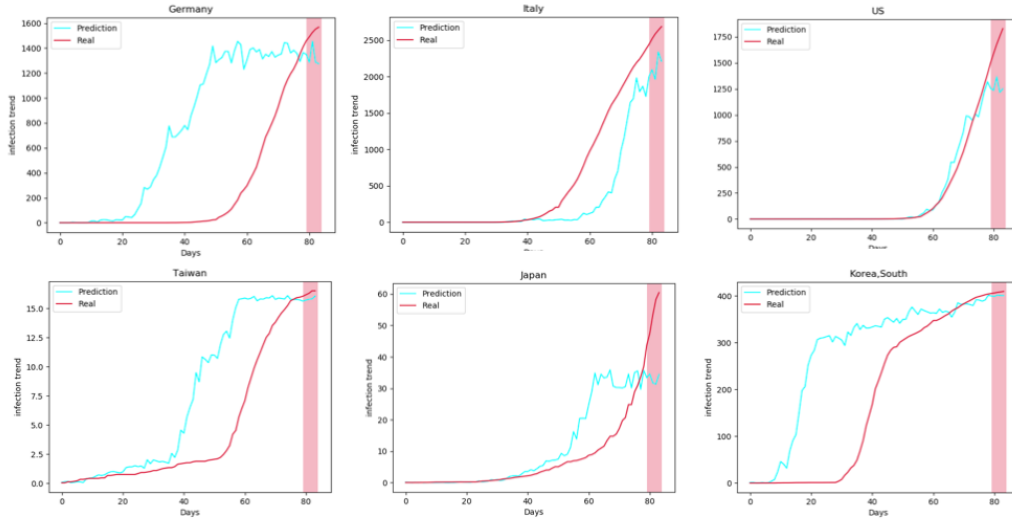 Germany
1600
1400
1200
1000
800
600
400
200
0
infection trend
Prediction
Real
0 20 40 60 80
Days
Italy
2500
2000
1500
1000
500
0
infection trend
Prediction
Real
0 20 40 60 80
Days
US
1750
1500
1250
1000
750
500
250
0
infection trend
Prediction
Real
0 20 40 60 80
Days
Taiwan
15.0
12.5
10.0
7.5
5.0
2.5
0.0
infection trend
Prediction
Real
0 20 40 60 80
Days
Japan
60
50
40
30
20
10
0
infection trend
Prediction
Real
0 20 40 60 80
Days
Korea,South
400
300
200
100
0
infection trend
Prediction
Real
0 20 40 60 80
Days